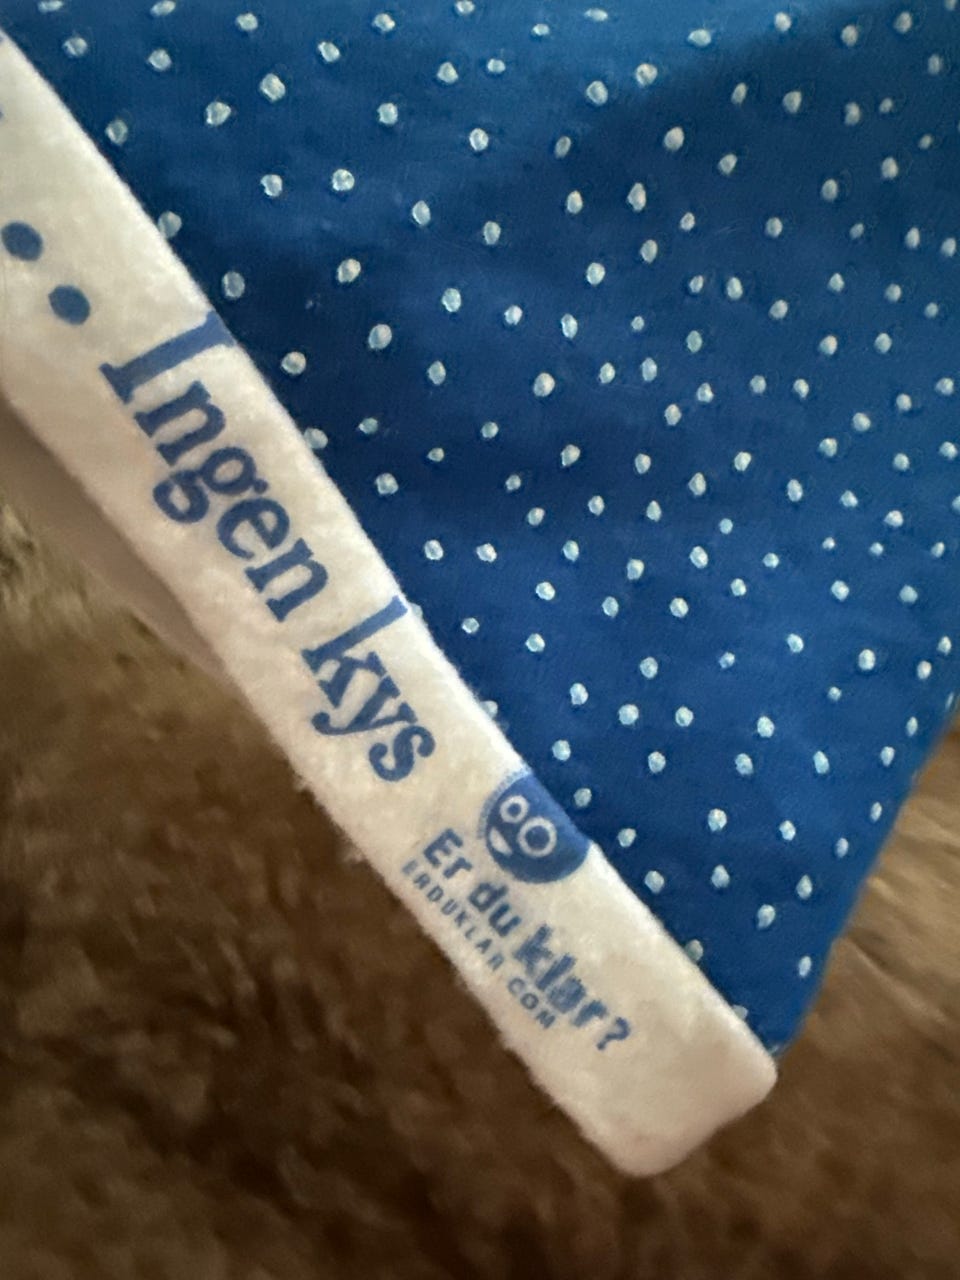 Ingen kys
Er du klar?
ERDUKLAR.COM